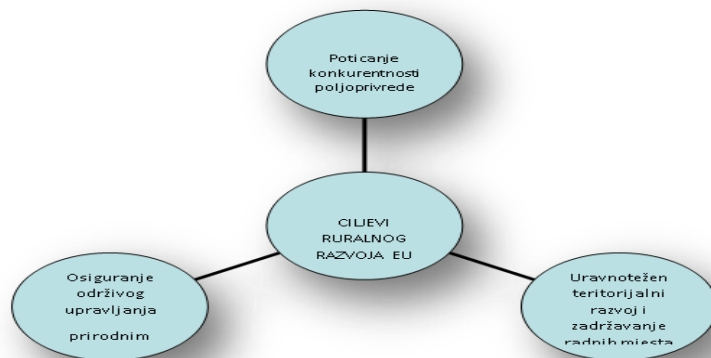 Poticanje
konkurentnosti
poljoprivrede
CILJEVI
RURALNOG
RAZVOJA EU
Osiguranje
održivog
upravljanja
prirodnim
Uravnotežen
teritorijalni
razvoj i
zadržavanje
radnih mjesta